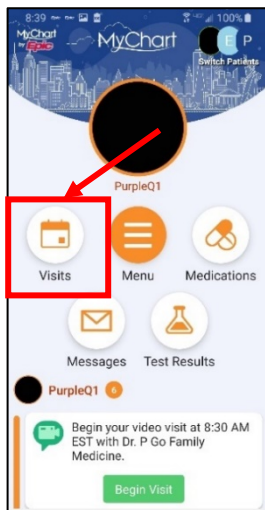 8:39
100%
MyChart
by Epic
MyChart
E P
Switch Patients
PurpleQ1
Visits
Menu
Medications
Messages
Test Results
PurpleQ1 6
Begin your video visit at 8:30 AM
EST with Dr. P Go Family
Medicine.
Begin Visit